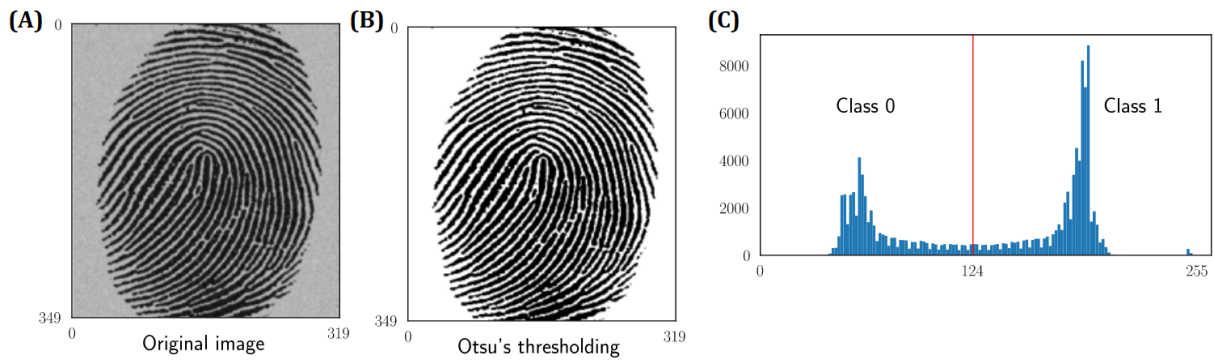 (A)
0
349
0
319
Original image
(B)
0
349
0
319
Otsu's thresholding
(C)
8000
6000
4000
2000
0
Class 0
Class 1
0
124
255